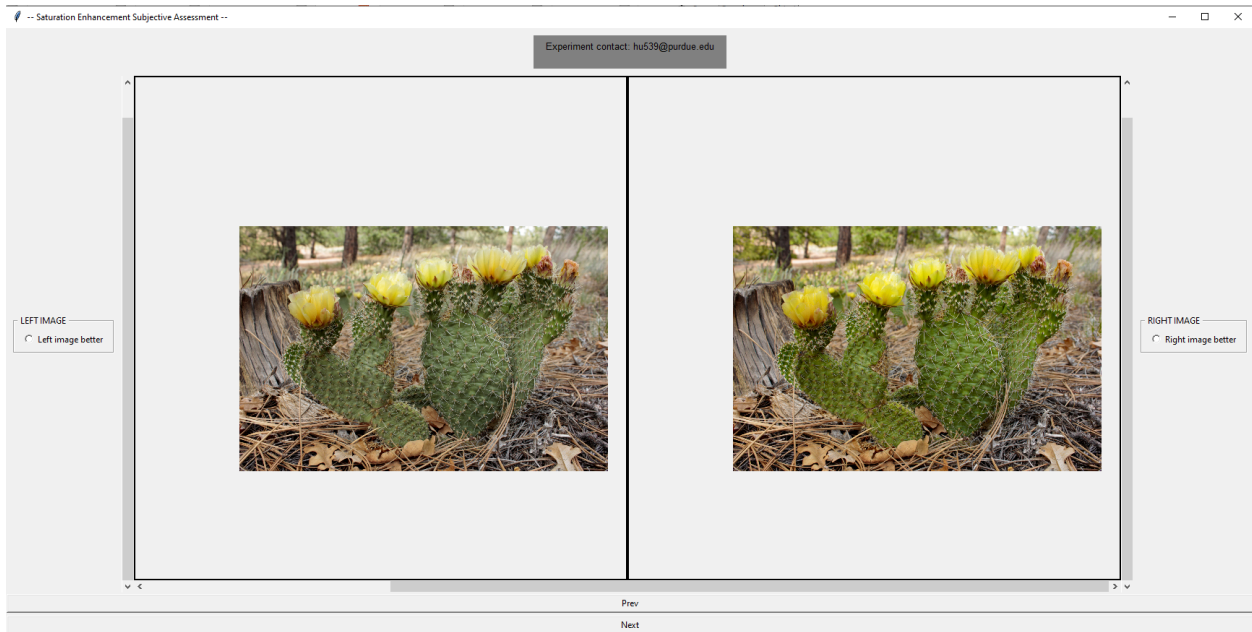 -- Saturation Enhancement Subjective Assessment --
Experiment contact: hu539@purdue.edu
LEFT IMAGE
Left image better
RIGHT IMAGE
Right image better
Prev
Next